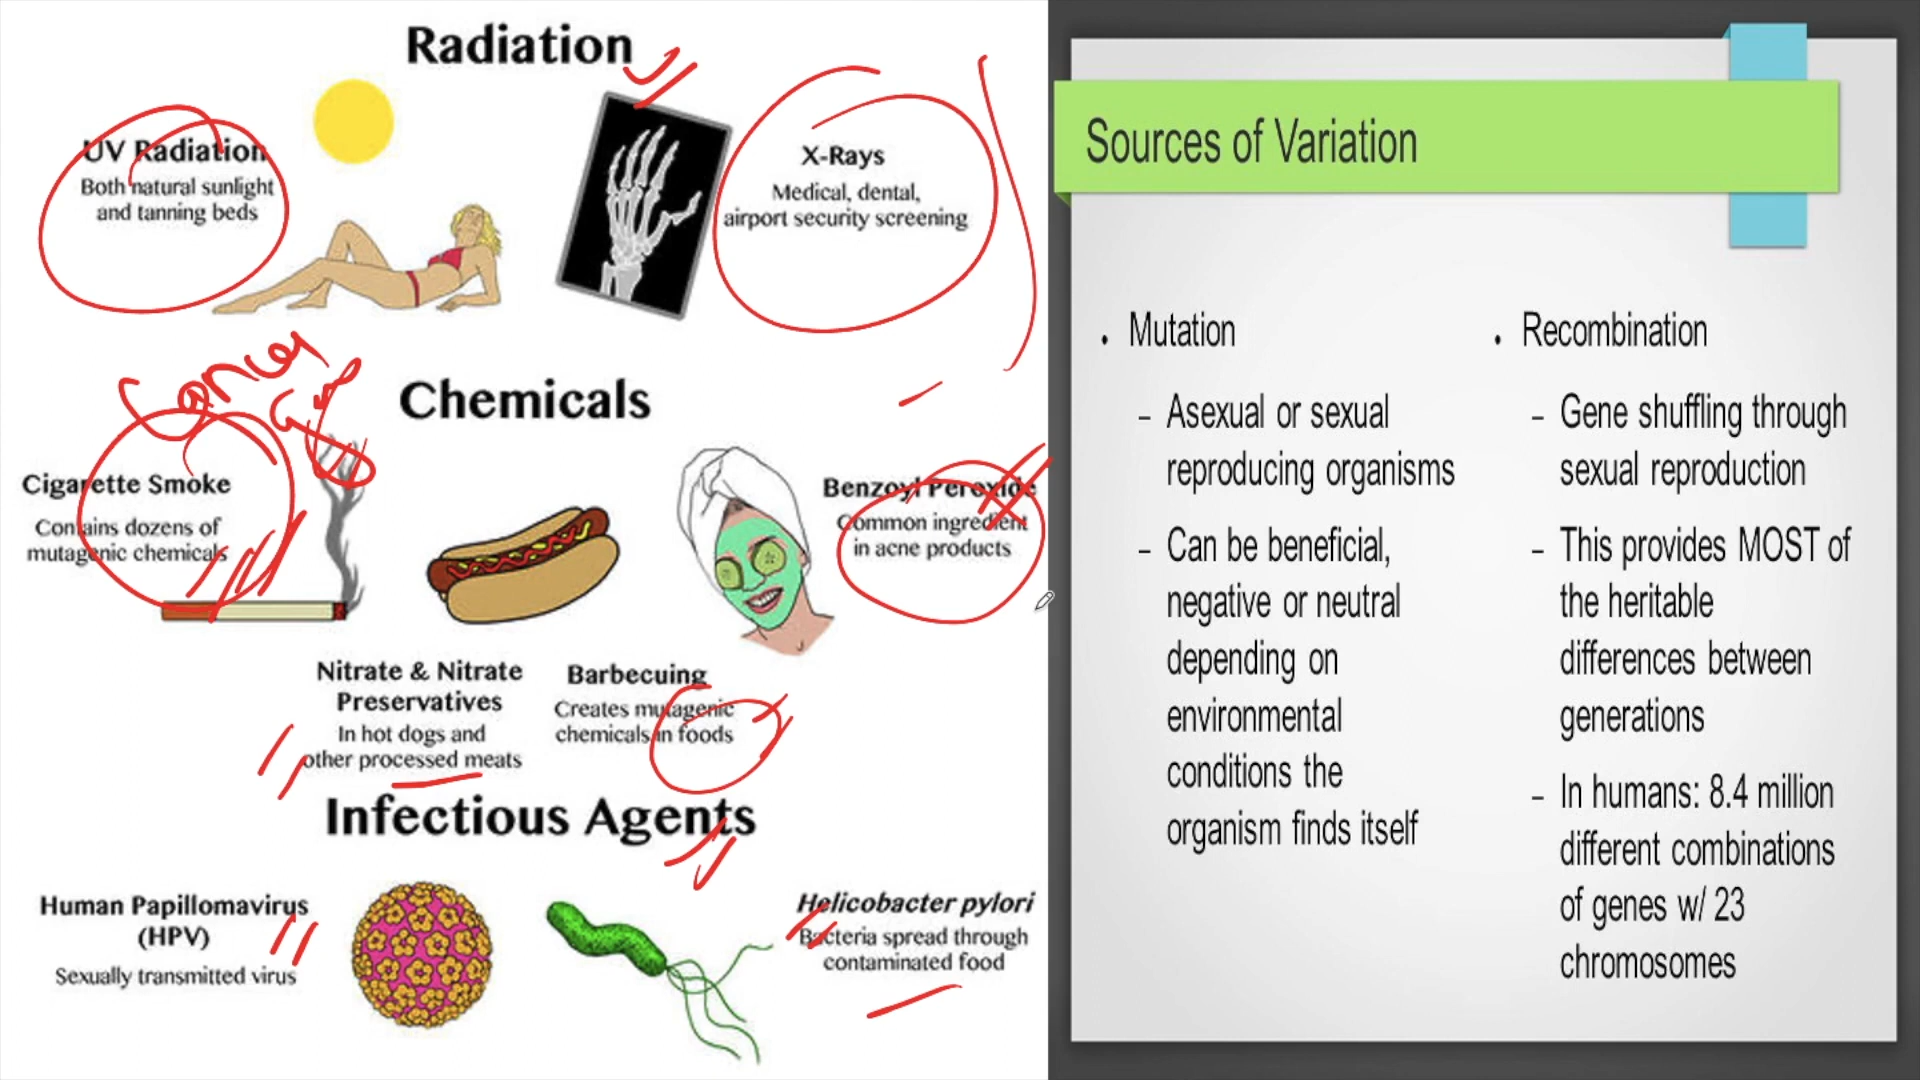 Radiation
UV Radiation
Both natural sunlight
and tanning beds
X-Rays
Medical, dental,
airport security screening
Cancer
Chemicals
Cigarette Smoke
Contains dozens of
mutagenic chemicals
Benzoyl Peroxide
Common ingredient
in acne products
Nitrate & Nitrate
Preservatives
In hot dogs and
other processed meats
Barbecuing
Creates mutagenic
chemicals in foods
Infectious Agents
Human Papillomavirus
(HPV)
Sexually transmitted virus
Helicobacter pylori
Bacteria spread through
contaminated food
Sources of Variation
• Mutation
– Asexual or sexual
reproducing organisms
– Can be beneficial,
negative or neutral
depending on
environmental
conditions the
organism finds itself
• Recombination
– Gene shuffling through
sexual reproduction
– This provides MOST of
the heritable
differences between
generations
– In humans: 8.4 million
different combinations
of genes w/ 23
chromosomes